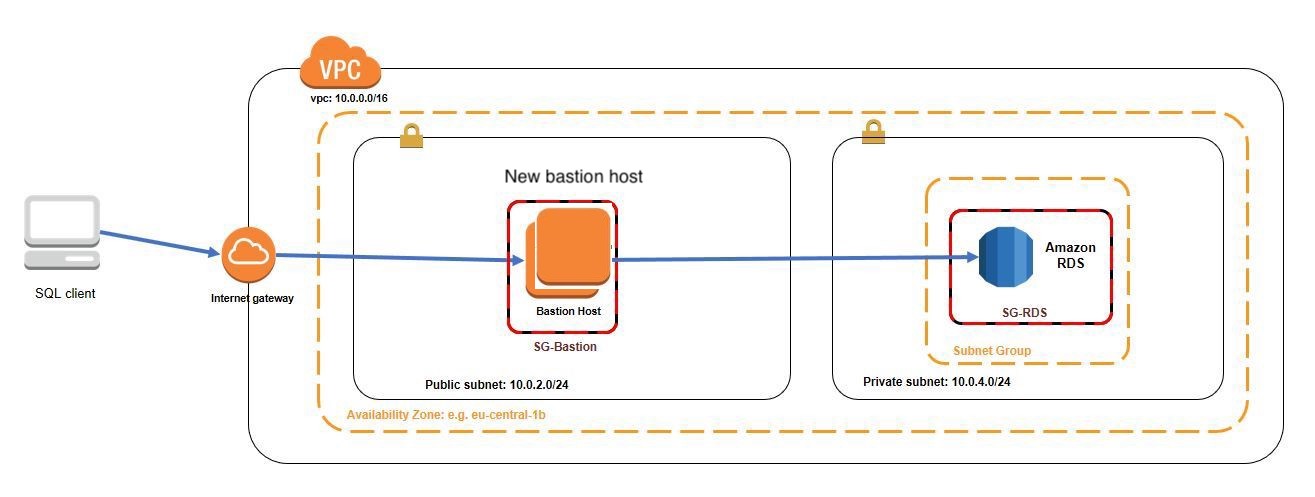 VPC
vpc: 10.0.0.0/16
New bastion host
SQL client
Internet gateway
Bastion Host
SG-Bastion
Public subnet: 10.0.2.0/24
Amazon
RDS
SG-RDS
Subnet Group
Private subnet: 10.0.4.0/24
Availability Zone: e.g. eu-central-1b